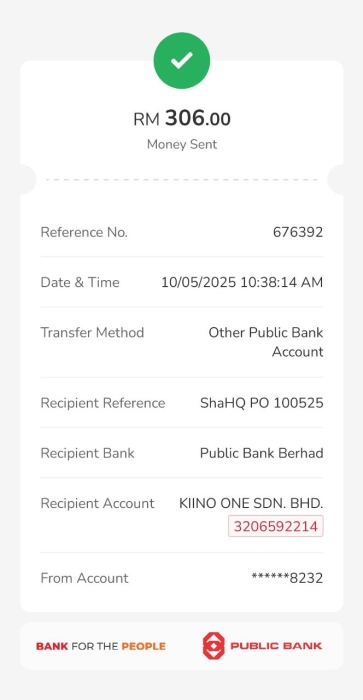 RM 306.00
Money Sent
Reference No. 676392
Date & Time 10/05/2025 10:38:14 AM
Transfer Method Other Public Bank
Account
Recipient Reference ShaHQ PO 100525
Recipient Bank Public Bank Berhad
Recipient Account KIINO ONE SDN. BHD.
3206592214
From Account ******8232
BANK FOR THE PEOPLE PUBLIC BANK